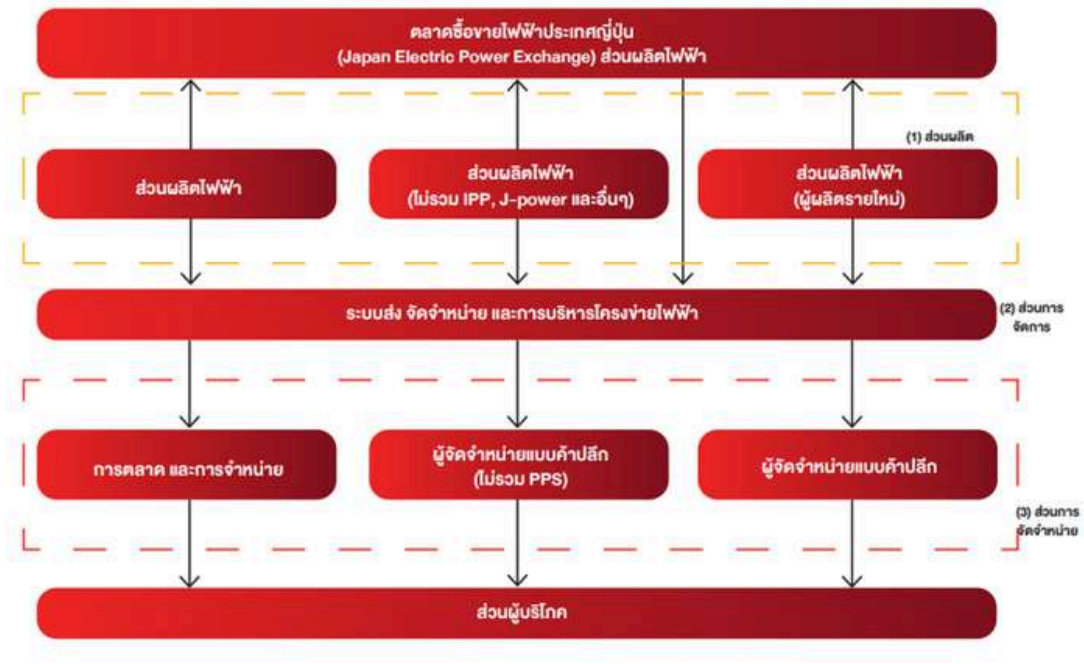 ตลาดซื้อขายไฟฟ้าประเทศญี่ปุ่น
(Japan Electric Power Exchange) ส่วนผลิตไฟฟ้า
(1) ส่วนผลิต
ส่วนผลิตไฟฟ้า
ส่วนผลิตไฟฟ้า
(ไม่รวม IPP, J-power และอื่นๆ)
ส่วนผลิตไฟฟ้า
(ผู้ผลิตรายใหม่)
ระบบส่ง จัดจำหน่าย และการบริหารโครงข่ายไฟฟ้า
(2) ส่วนการ
จัดการ
การตลาด และการจำหน่าย
ผู้จัดจำหน่ายแบบค้าปลีก
(ไม่รวม PPS)
ผู้จัดจำหน่ายแบบค้าปลีก
(3) ส่วนการ
จัดจำหน่าย
ส่วนผู้บริโภค